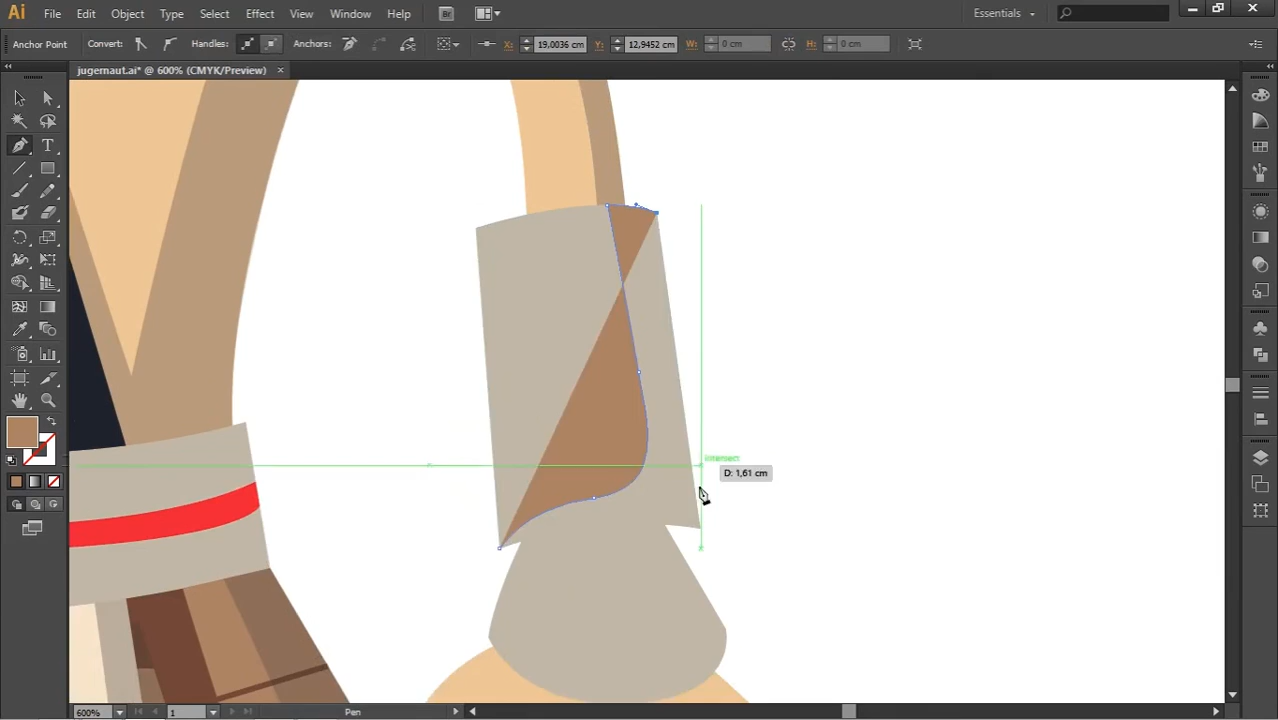 Ai File Edit Object Type Select Effect View Window Help Br Essentials
Anchor Point Convert: Handles: Anchors: X: 19,0036 cm Y: 12,9452 cm W: 0 cm H: 0 cm
jugernaut.ai* @ 600% (CMYK/Preview)
intersect
D: 1,61 cm
600% 1 Pen